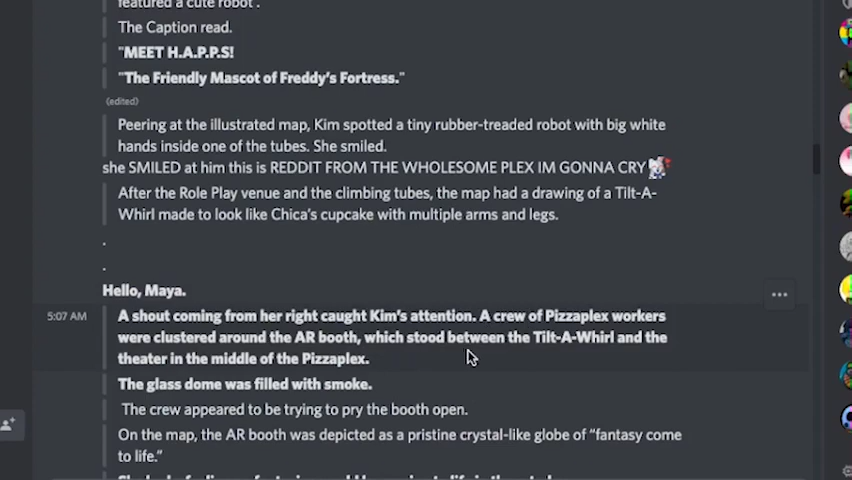 featured a cute robot".
The Caption read.
"MEET H.A.P.P.S!
"The Friendly Mascot of Freddy's Fortress."
(edited)
Peering at the illustrated map, Kim spotted a tiny rubber-treaded robot with big white
hands inside one of the tubes. She smiled.
she SMILED at him this is REDDIT FROM THE WHOLESOME PLEX IM GONNA CRY
After the Role Play venue and the climbing tubes, the map had a drawing of a Tilt-A-
Whirl made to look like Chica's cupcake with multiple arms and legs.
.
.
Hello, Maya.
5:07 AM A shout coming from her right caught Kim's attention. A crew of Pizzaplex workers
were clustered around the AR booth, which stood between the Tilt-A-Whirl and the
theater in the middle of the Pizzaplex.
The glass dome was filled with smoke.
The crew appeared to be trying to pry the booth open.
On the map, the AR booth was depicted as a pristine crystal-like globe of "fantasy come
to life."